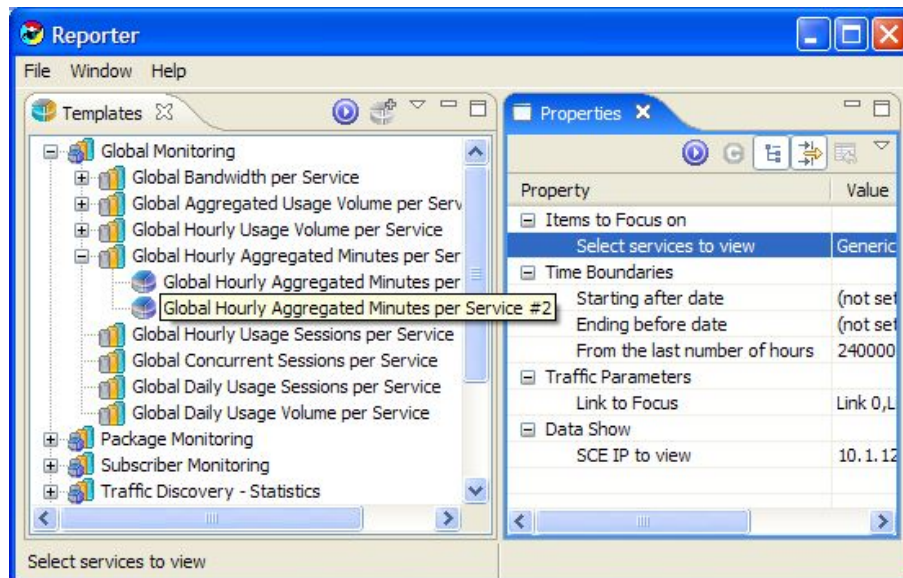 Reporter
File Window Help
Templates
Global Monitoring
Global Bandwidth per Service
Global Aggregated Usage Volume per Serv
Global Hourly Usage Volume per Service
Global Hourly Aggregated Minutes per Ser
Global Hourly Aggregated Minutes per
Global Hourly Aggregated Minutes per Service #2
Global Hourly Usage Sessions per Service
Global Concurrent Sessions per Service
Global Daily Usage Sessions per Service
Global Daily Usage Volume per Service
Package Monitoring
Subscriber Monitoring
Traffic Discovery - Statistics
Properties
Property Value
Items to Focus on
Select services to view Generic
Time Boundaries
Starting after date (not set
Ending before date (not set
From the last number of hours 240000
Traffic Parameters
Link to Focus Link 0,L
Data Show
SCE IP to view 10.1.12
Select services to view